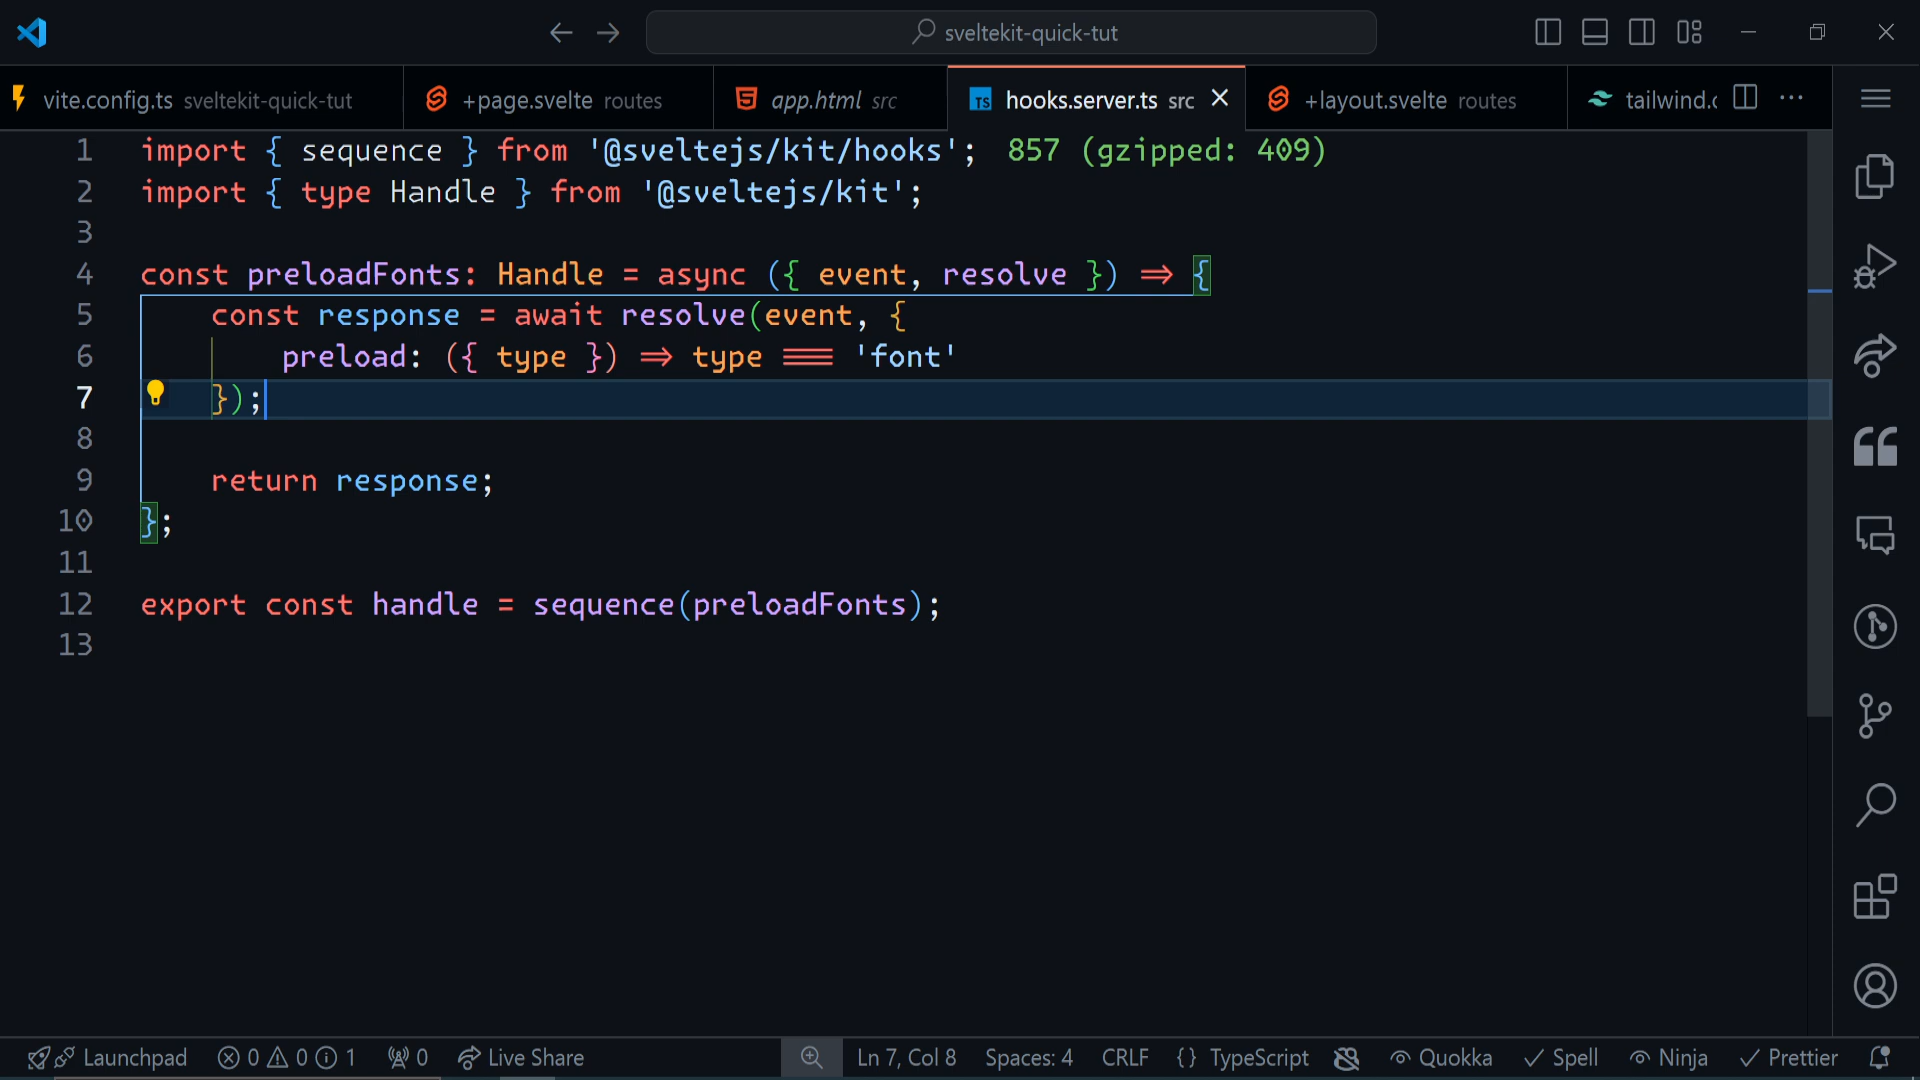 sveltekit-quick-tut
vite.config.ts sveltekit-quick-tut
+page.svelte routes
app.html src
hooks.server.ts src
+layout.svelte routes
tailwind.c
1 import { sequence } from '@sveltejs/kit/hooks'; 857 (gzipped: 409)
2 import { type Handle } from '@sveltejs/kit';
3
4 const preloadFonts: Handle = async ({ event, resolve }) => {
5 const response = await resolve(event, {
6 preload: ({ type }) => type === 'font'
7 });
8
9 return response;
10 };
11
12 export const handle = sequence(preloadFonts);
13
Launchpad 0 0 1 0 Live Share Ln 7, Col 8 Spaces: 4 CRLF {} TypeScript Quokka Spell Ninja Prettier